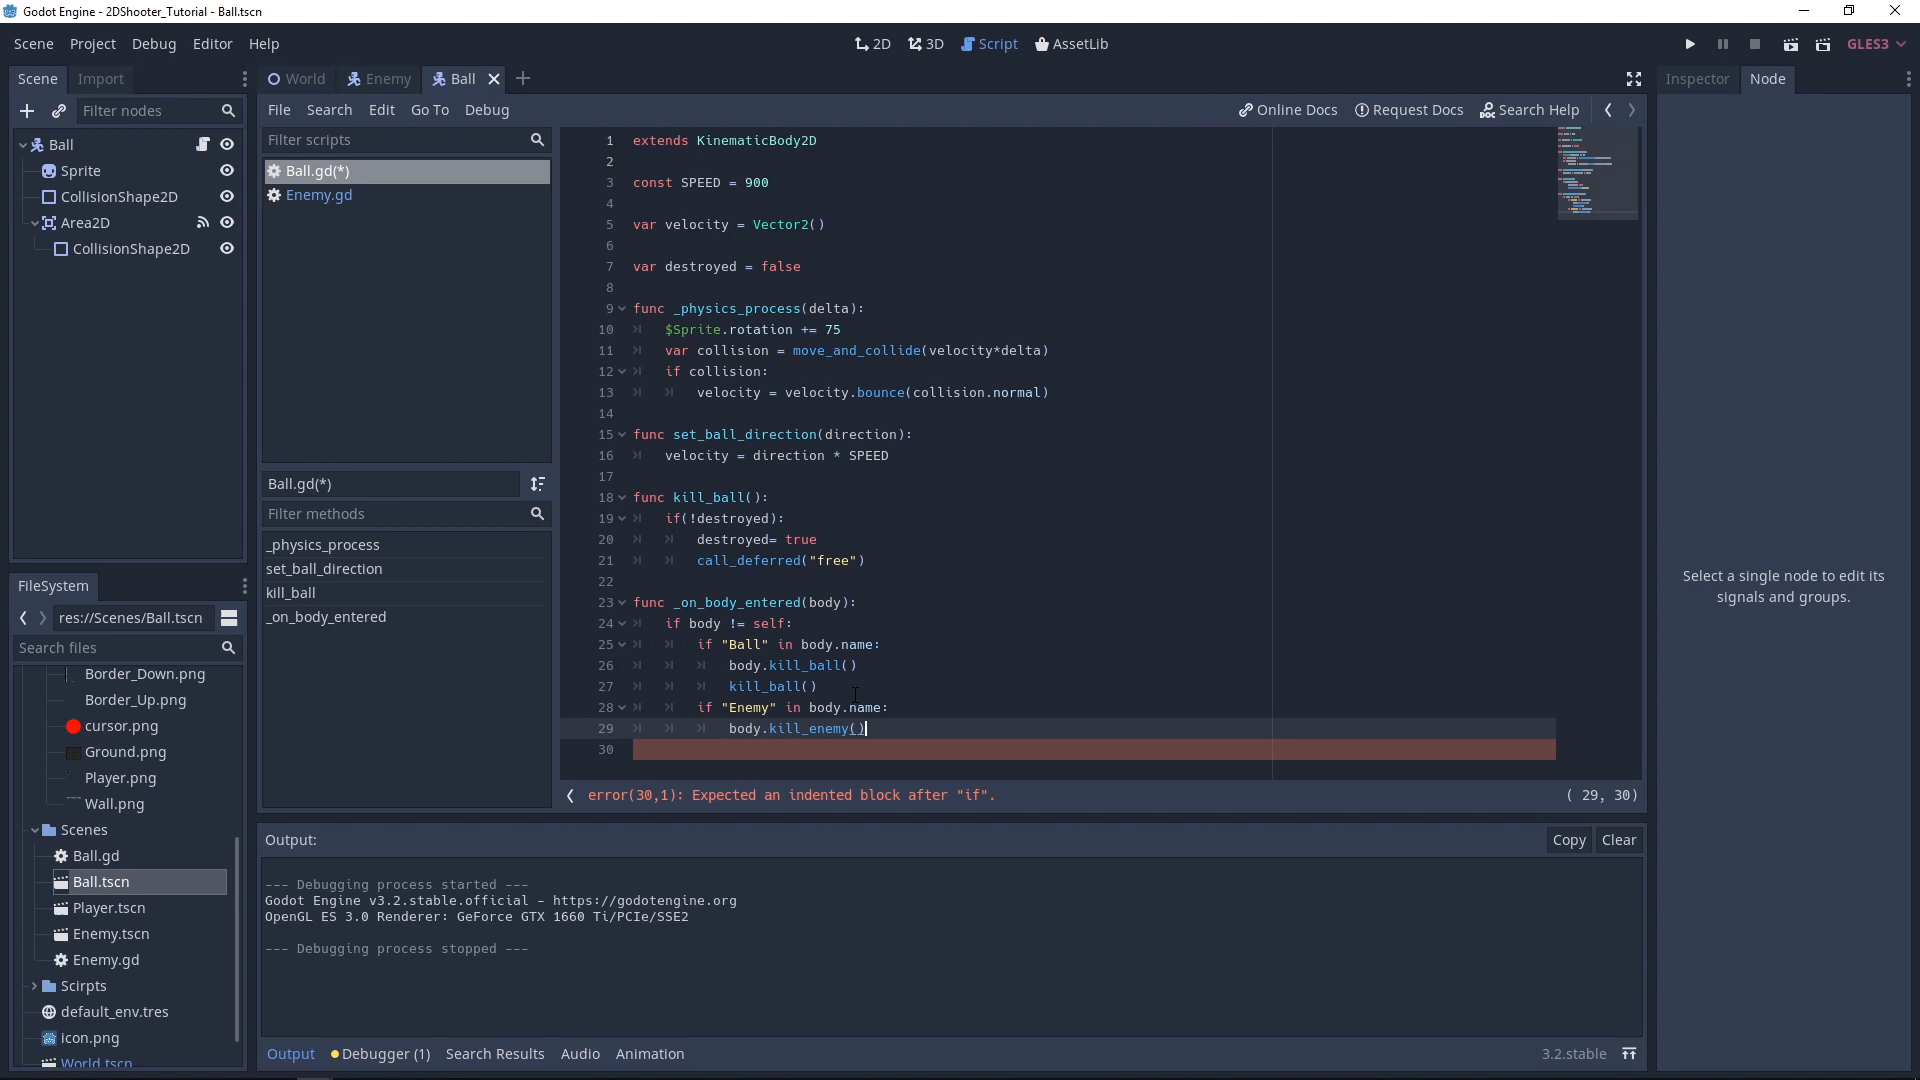 Godot Engine - 2DShooter_Tutorial - Ball.tscn
Scene Project Debug Editor Help
2D 3D Script AssetLib
GLES3
Scene Import
World Enemy Ball
Inspector Node
Filter nodes
File Search Edit Go To Debug
Online Docs Request Docs Search Help
Ball
Sprite
CollisionShape2D
Area2D
CollisionShape2D
Filter scripts
Ball.gd(*)
Enemy.gd
Ball.gd(*)
Filter methods
_physics_process
set_ball_direction
kill_ball
_on_body_entered
1 extends KinematicBody2D
2
3 const SPEED = 900
4
5 var velocity = Vector2()
6
7 var destroyed = false
8
9 func _physics_process(delta):
10 $Sprite.rotation += 75
11 var collision = move_and_collide(velocity*delta)
12 if collision:
13 velocity = velocity.bounce(collision.normal)
14
15 func set_ball_direction(direction):
16 velocity = direction * SPEED
17
18 func kill_ball():
19 if(!destroyed):
20 destroyed= true
21 call_deferred("free")
22
23 func _on_body_entered(body):
24 if body != self:
25 if "Ball" in body.name:
26 body.kill_ball()
27 kill_ball()
28 if "Enemy" in body.name:
29 body.kill_enemy()
30
error(30,1): Expected an indented block after "if".
( 29, 30)
Select a single node to edit its
signals and groups.
FileSystem
res://Scenes/Ball.tscn
Search files
Border_Down.png
Border_Up.png
cursor.png
Ground.png
Player.png
Wall.png
Scenes
Ball.gd
Ball.tscn
Player.tscn
Enemy.tscn
Enemy.gd
Scirpts
default_env.tres
icon.png
World.tscn
Output:
Copy Clear
--- Debugging process started ---
Godot Engine v3.2.stable.official - https://godotengine.org
OpenGL ES 3.0 Renderer: GeForce GTX 1660 Ti/PCIe/SSE2
--- Debugging process stopped ---
Output Debugger (1) Search Results Audio Animation
3.2.stable